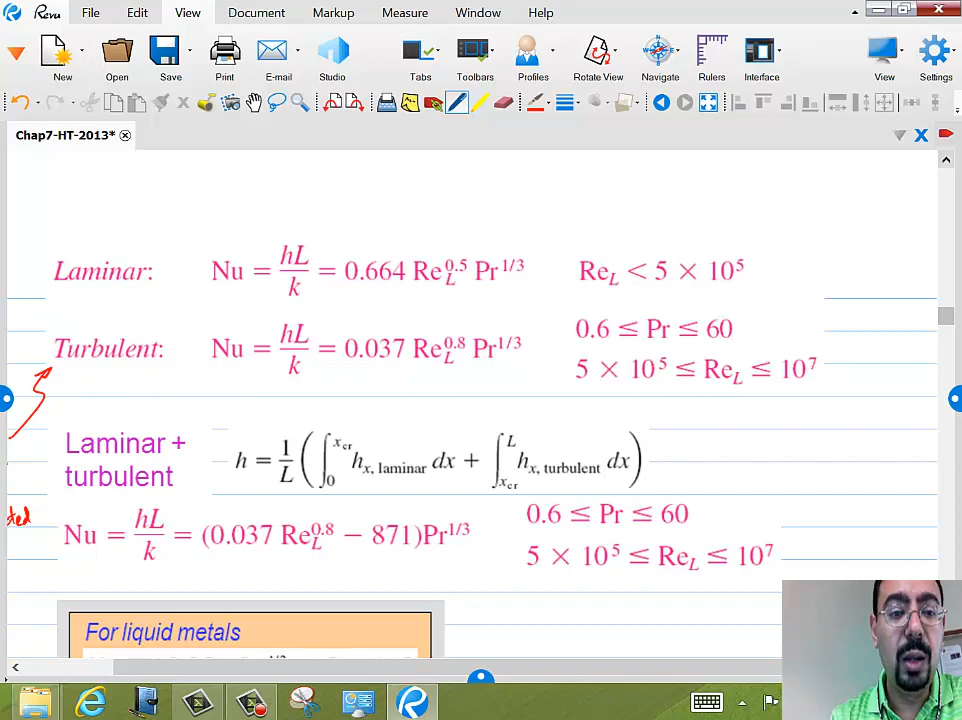 Revu File Edit View Document Markup Measure Window Help
New Open Save Print E-mail Studio Tabs Toolbars Profiles Rotate View Navigate Rulers Interface View Settings
Chap7-HT-2013*
Laminar: Nu = hL/k = 0.664 Re_L^0.5 Pr^1/3 Re_L < 5 × 10^5
Turbulent: Nu = hL/k = 0.037 Re_L^0.8 Pr^1/3 0.6 ≤ Pr ≤ 60
5 × 10^5 ≤ Re_L ≤ 10^7
Laminar +
turbulent
h = 1/L (∫_0^x_cr h_x, laminar dx + ∫_x_cr^L h_x, turbulent dx)
ted
Nu = hL/k = (0.037 Re_L^0.8 − 871)Pr^1/3 0.6 ≤ Pr ≤ 60
5 × 10^5 ≤ Re_L ≤ 10^7
For liquid metals